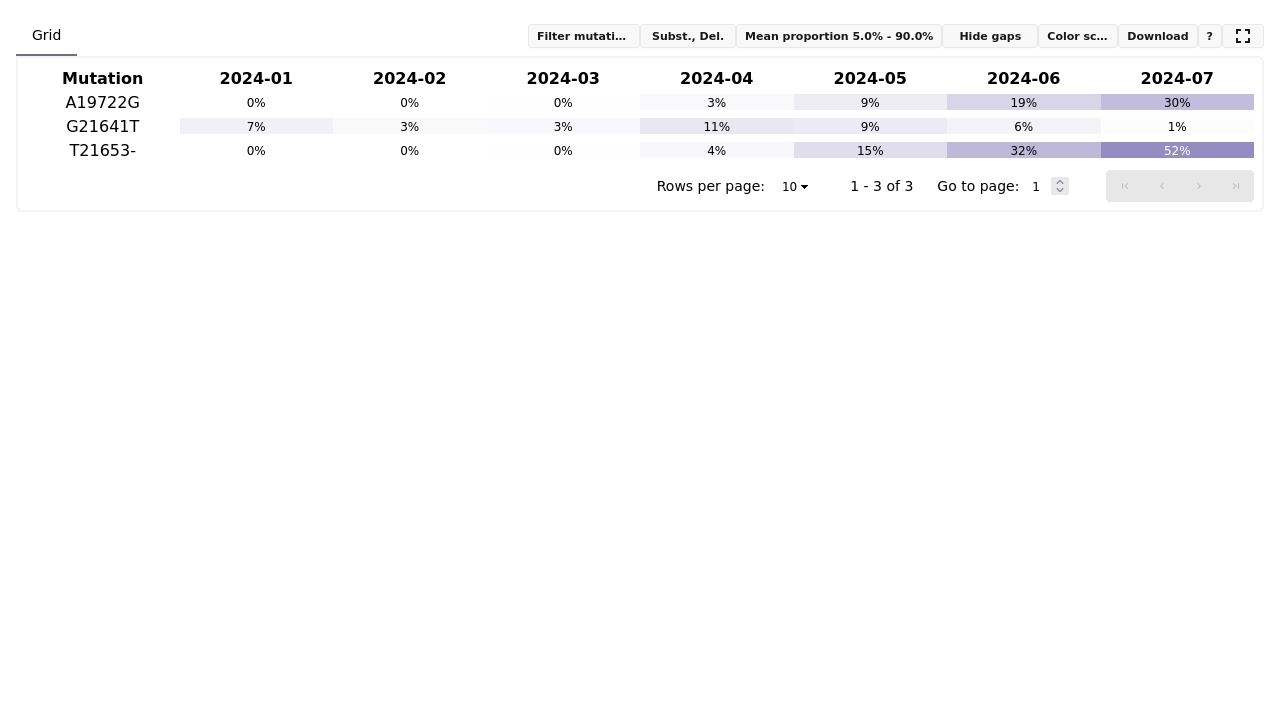 Grid Filter mutati... Subst., Del. Mean proportion 5.0% - 90.0% Hide gaps Color sc... Download ?
Mutation 2024-01 2024-02 2024-03 2024-04 2024-05 2024-06 2024-07
A19722G 0% 0% 0% 3% 9% 19% 30%
G21641T 7% 3% 3% 11% 9% 6% 1%
T21653- 0% 0% 0% 4% 15% 32% 52%
Rows per page: 10 1 - 3 of 3 Go to page: 1